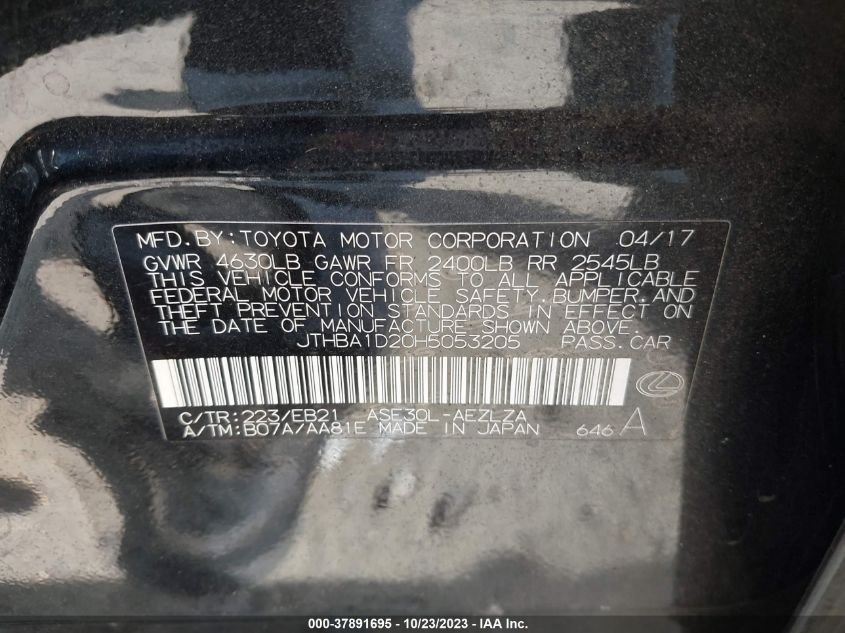 MFD.BY:TOYOTA MOTOR CORPORATION 04/17
GVWR 4630LB GAWR FR 2400LB RR 2545LB
THIS VEHICLE CONFORMS TO ALL APPLICABLE
FEDERAL MOTOR VEHICLE SAFETY,BUMPER,AND
THEFT PREVENTION STANDARDS IN EFFECT ON
THE DATE OF MANUFACTURE SHOWN ABOVE.
JTHBA1D20H5053205 PASS.CAR
C/TR:223/EB21 ASE30L-AEZLZA
A/TM:B07A/AA81E MADE IN JAPAN 646 A
000-37891695 - 10/23/2023 - IAA Inc.